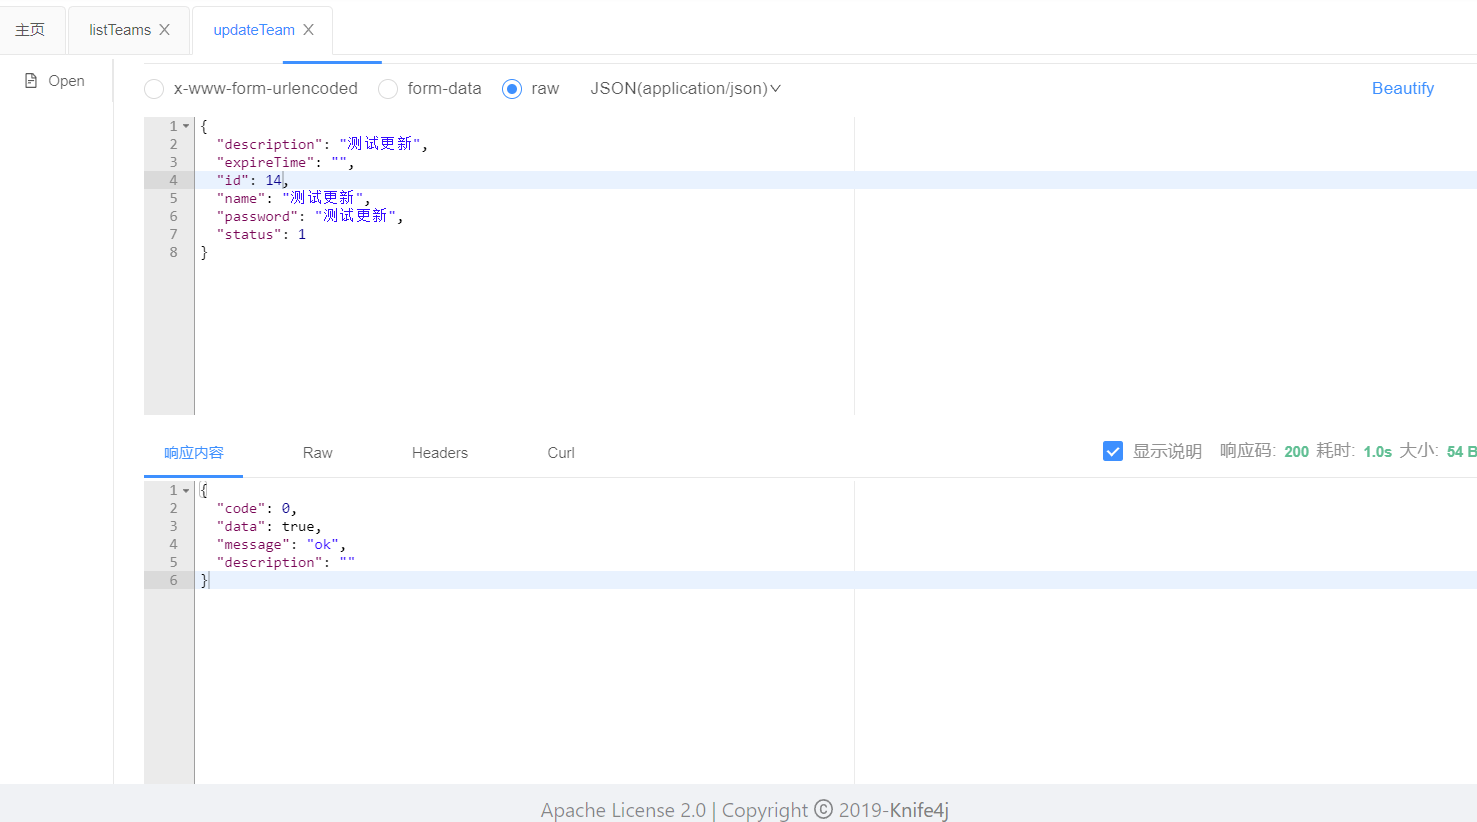 主页 listTeams updateTeam
Open
x-www-form-urlencoded form-data raw JSON(application/json) Beautify
1 {
2 "description": "测试更新",
3 "expireTime": "",
4 "id": 14,
5 "name": "测试更新",
6 "password": "测试更新",
7 "status": 1
8 }
响应内容 Raw Headers Curl 显示说明 响应码: 200 耗时: 1.0s 大小: 54 B
1 {
2 "code": 0,
3 "data": true,
4 "message": "ok",
5 "description": ""
6 }
Apache License 2.0 | Copyright © 2019-Knife4j